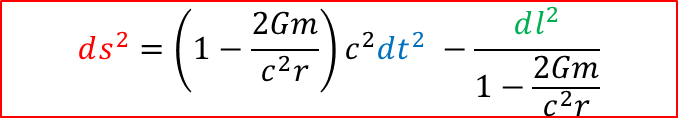 ds² = (1 − 2Gm/c²r) c²dt² − dl²/(1 − 2Gm/c²r)